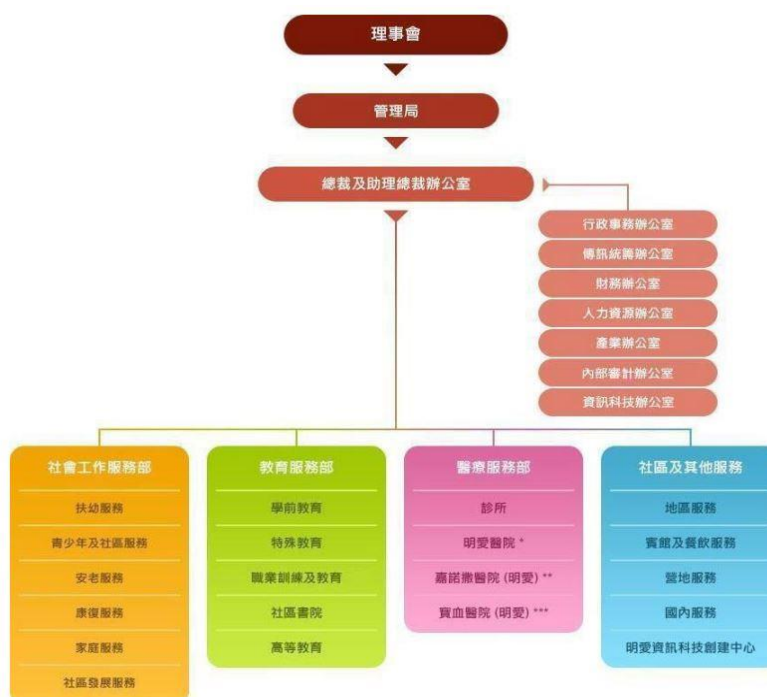 理事會
管理局
總裁及助理總裁辦公室
行政事務辦公室
傳訊統籌辦公室
財務辦公室
人力資源辦公室
產業辦公室
內部審計辦公室
資訊科技辦公室
社會工作服務部
扶幼服務
青少年及社區服務
安老服務
康復服務
家庭服務
社區發展服務
教育服務部
學前教育
特殊教育
職業訓練及教育
社區書院
高等教育
醫療服務部
診所
明愛醫院 *
嘉諾撒醫院 (明愛) **
寶血醫院 (明愛) ***
社區及其他服務
地區服務
賓館及餐飲服務
營地服務
國內服務
明愛資訊科技創建中心